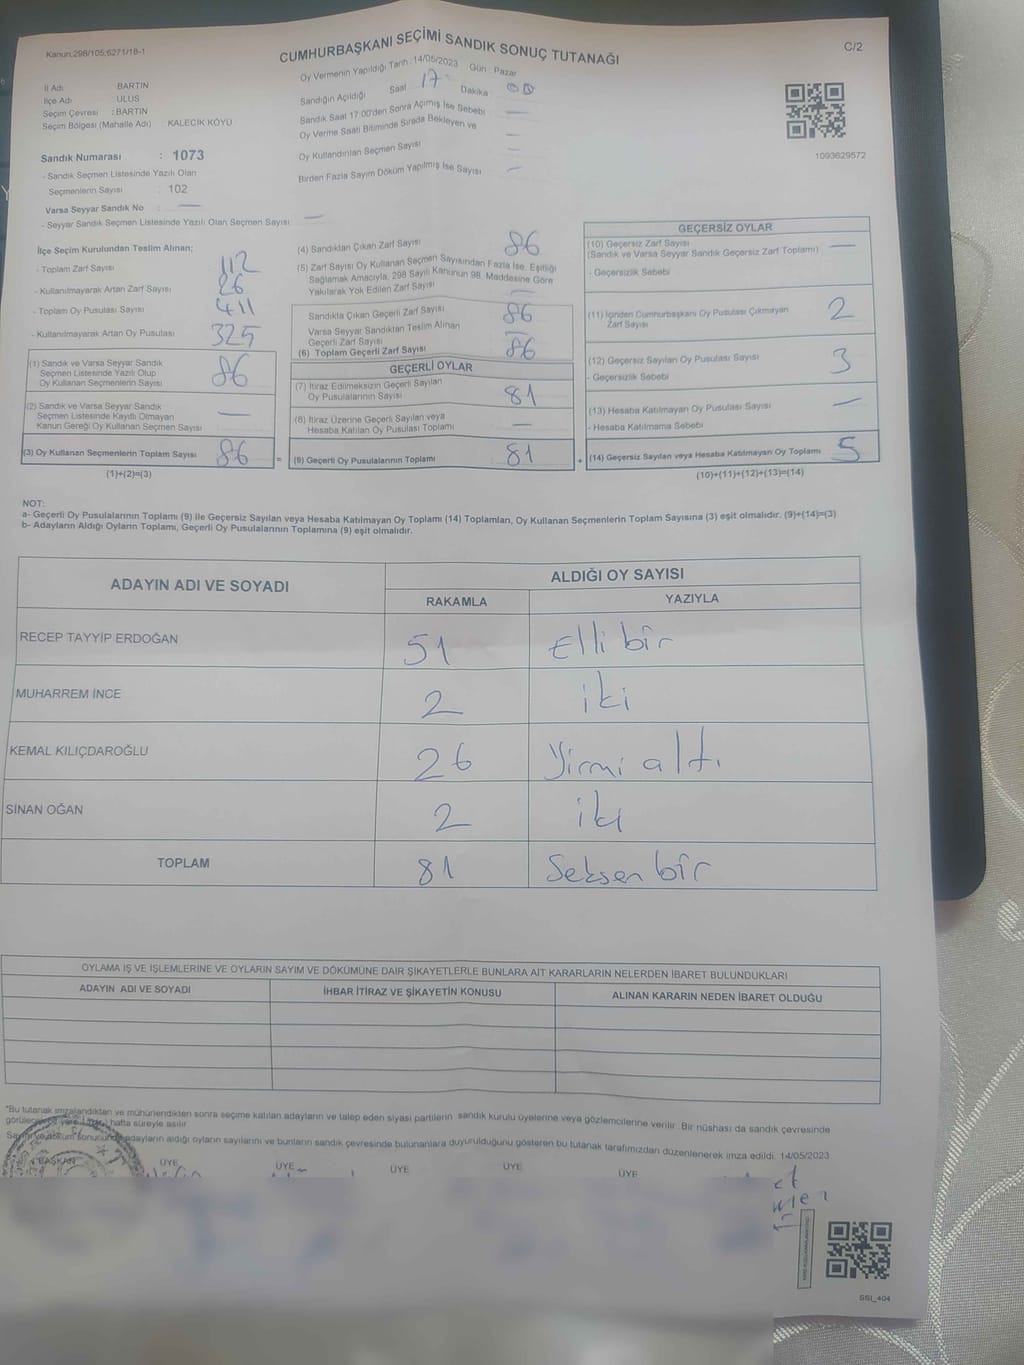 Kanun:298/105;6271/18-1
CUMHURBAŞKANI SEÇİMİ SANDIK SONUÇ TUTANAĞI
C/2
Oy Vermenin Yapıldığı Tarih :14/05/2023 Gün : Pazar
İl Adı : BARTIN
İlçe Adı : ULUS
Seçim Çevresi : BARTIN
Seçim Bölgesi (Mahalle Adı) : KALECİK KÖYÜ
Sandığın Açıldığı Saat 17 Dakika 00
Sandık Saat 17:00'den Sonra Açımış İse Sebebi —
Oy Verme Saati Bitiminde Sırada Bekleyen ve
Oy Kullandırılan Seçmen Sayısı —
Birden Fazla Sayım Döküm Yapılmış İse Sayısı —
1093629572
Sandık Numarası : 1073
- Sandık Seçmen Listesinde Yazılı Olan
Seçmenlerin Sayısı : 102
Varsa Seyyar Sandık No : —
- Seyyar Sandık Seçmen Listesinde Yazılı Olan Seçmen Sayısı: —
İlçe Seçim Kurulundan Teslim Alınan;
- Toplam Zarf Sayısı 112
- Kullanılmayarak Artan Zarf Sayısı 26
- Toplam Oy Pusulası Sayısı 411
- Kullanılmayarak Artan Oy Pusulası 325
(1) Sandık ve Varsa Seyyar Sandık
Seçmen Listesinde Yazılı Olup
Oy Kullanan Seçmenlerin Sayısı 86
(2) Sandık ve Varsa Seyyar Sandık
Seçmen Listesinde Kayıtlı Olmayan
Kanun Gereği Oy Kullanan Seçmen Sayısı —
(3) Oy Kullanan Seçmenlerin Toplam Sayısı 86
(1)+(2)=(3)
(4) Sandıktan Çıkan Zarf Sayısı 86
(5) Zarf Sayısı Oy Kullanan Seçmen Sayısından Fazla İse, Eşitliği
Sağlamak Amacıyla, 298 Sayılı Kanunun 98. Maddesine Göre
Yakılarak Yok Edilen Zarf Sayısı —
Sandıkla Çıkan Geçerli Zarf Sayısı 86
Varsa Seyyar Sandıktan Teslim Alınan
Geçerli Zarf Sayısı —
(6) Toplam Geçerli Zarf Sayısı 86
GEÇERLİ OYLAR
(7) İtiraz Edilmeksizin Geçerli Sayılan
Oy Pusulalarının Sayısı 81
(8) İtiraz Üzerine Geçerli Sayılan veya
Hesaba Katılan Oy Pusulası Toplamı —
= (9) Geçerli Oy Pusulalarının Toplamı : 81
GEÇERSİZ OYLAR
(10) Geçersiz Zarf Sayısı —
(Sandık ve Varsa Seyyar Sandık Geçersiz Zarf Toplamı)
- Geçersizlik Sebebi
(11) İçinden Cumhurbaşkanı Oy Pusulası Çıkmayan
Zarf Sayısı 2
(12) Geçersiz Sayılan Oy Pusulası Sayısı 3
- Geçersizlik Sebebi
(13) Hesaba Katılmayan Oy Pusulası Sayısı —
- Hesaba Katılmama Sebebi
+ (14) Geçersiz Sayılan veya Hesaba Katılmayan Oy Toplamı 5
(10)+(11)+(12)+(13)=(14)
NOT:
a- Geçerli Oy Pusulalarının Toplamı (9) ile Geçersiz Sayılan veya Hesaba Katılmayan Oy Toplamı (14) Toplamları, Oy Kullanan Seçmenlerin Toplam Sayısına (3) eşit olmalıdır. (9)+(14)=(3)
b- Adayların Aldığı Oyların Toplamı, Geçerli Oy Pusulalarının Toplamına (9) eşit olmalıdır.
ADAYIN ADI VE SOYADI
ALDIĞI OY SAYISI
RAKAMLA YAZIYLA
RECEP TAYYİP ERDOĞAN 51 Elli bir
MUHARREM İNCE 2 iki
KEMAL KILIÇDAROĞLU 26 Yirmi altı
SİNAN OĞAN 2 iki
TOPLAM 81 Seksen bir
OYLAMA İŞ VE İŞLEMLERİNE VE OYLARIN SAYIM VE DÖKÜMÜNE DAİR ŞİKAYETLERLE BUNLARA AİT KARARLARIN NELERDEN İBARET BULUNDUKLARI
ADAYIN ADI VE SOYADI İHBAR İTİRAZ VE ŞİKAYETİN KONUSU ALINAN KARARIN NEDEN İBARET OLDUĞU
*Bu tutanak imzalandıktan ve mühürlendikten sonra seçime katılan adayların ve talep eden siyasi partilerin sandık kurulu üyelerine veya gözlemcilerine verilir. Bir nüshası da sandık çevresinde
hafta süreyle asılır
sonucunda adayların aldığı oyların sayılarını ve bunların sandık çevresinde bulunanlara duyurulduğunu gösteren bu tutanak tarafımızdan düzenlenerek imza edildi. 14/05/2023
BAŞKAN ÜYE ÜYE ÜYE ÜYE ÜYE
SSI_404